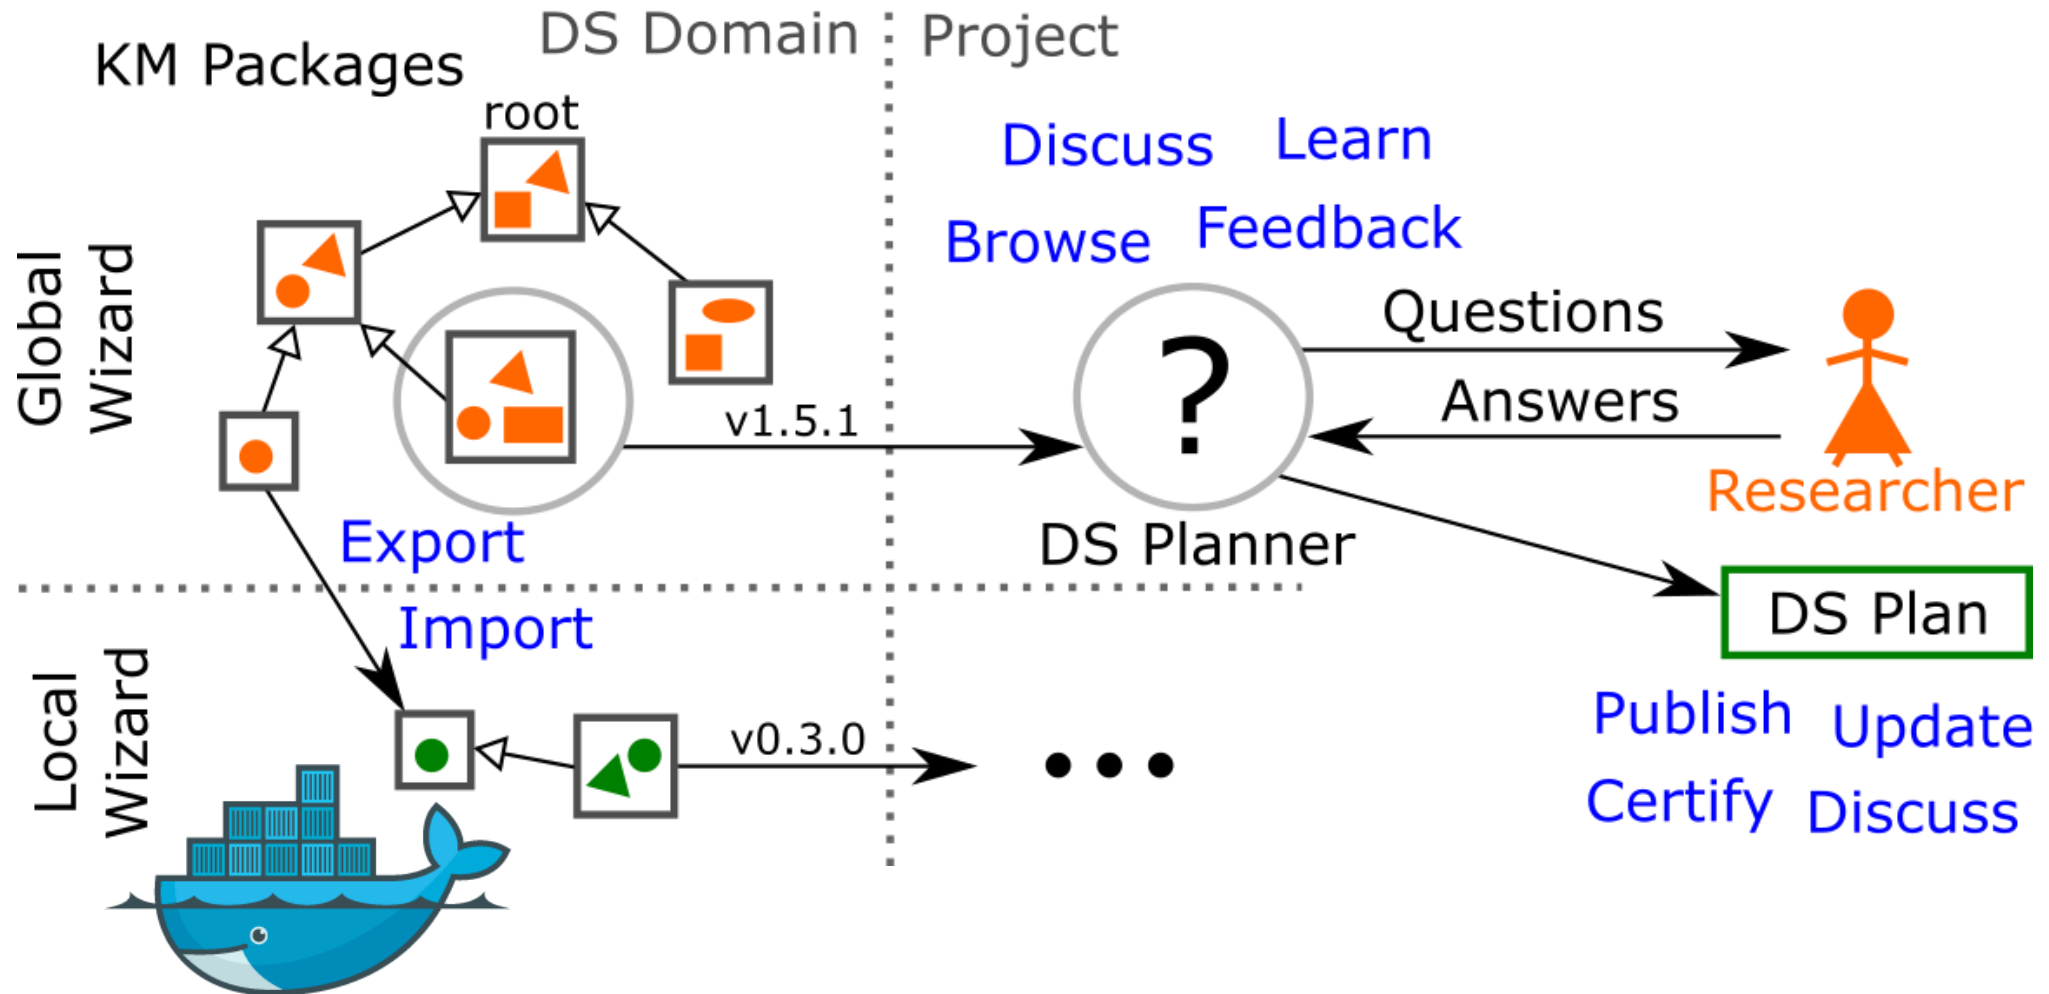 DS Domain
Project
KM Packages
root
Discuss
Learn
Browse
Feedback
Global
Wizard
Questions
Answers
v1.5.1
?
Researcher
Export
DS Planner
Import
DS Plan
Local
Wizard
v0.3.0
Publish
Update
Certify
Discuss